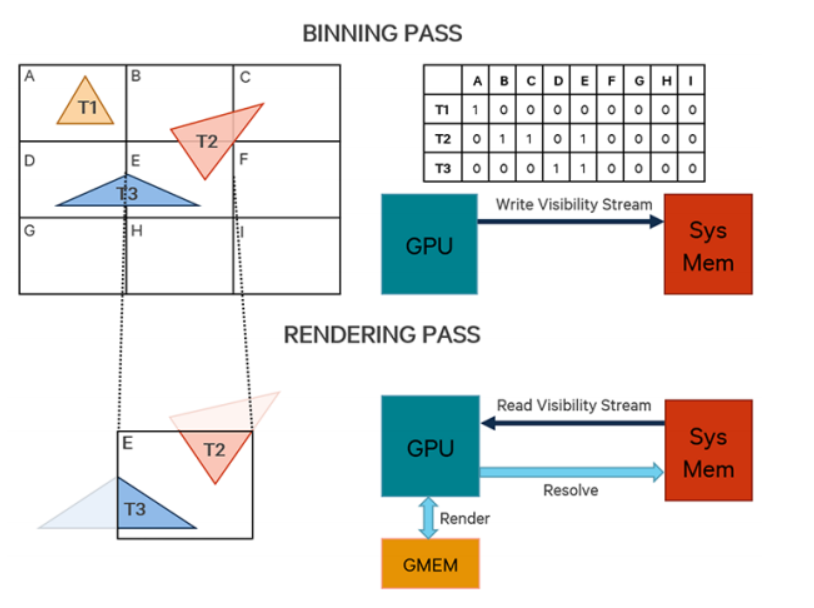 BINNING PASS
A B C
T1
T2
D E F
T3
G H I
A B C D E F G H I
T1 1 0 0 0 0 0 0 0 0
T2 0 1 1 0 1 0 0 0 0
T3 0 0 0 1 1 0 0 0 0
GPU
Write Visibility Stream
Sys
Mem
RENDERING PASS
E
T2
T3
GPU
Read Visibility Stream
Sys
Mem
Resolve
Render
GMEM